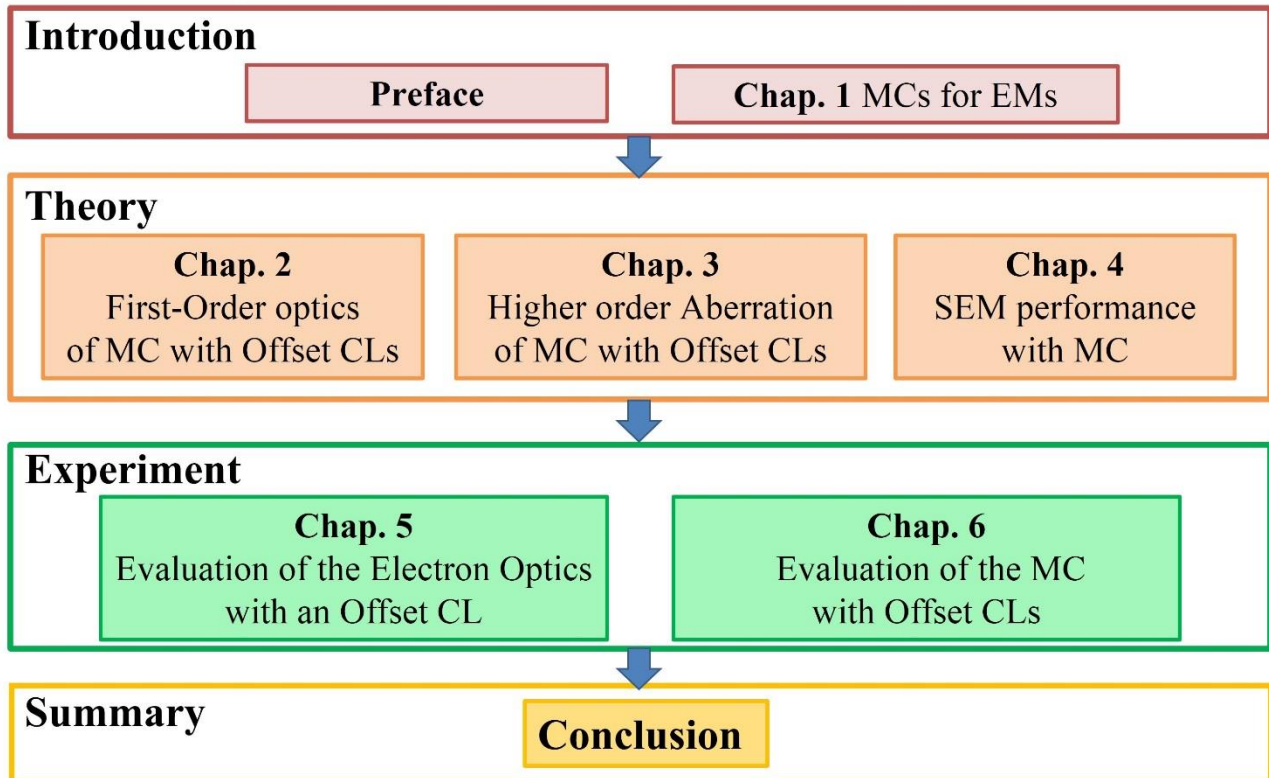 Introduction
Preface
Chap. 1 MCs for EMs
Theory
Chap. 2
First-Order optics
of MC with Offset CLs
Chap. 3
Higher order Aberration
of MC with Offset CLs
Chap. 4
SEM performance
with MC
Experiment
Chap. 5
Evaluation of the Electron Optics
with an Offset CL
Chap. 6
Evaluation of the MC
with Offset CLs
Summary
Conclusion